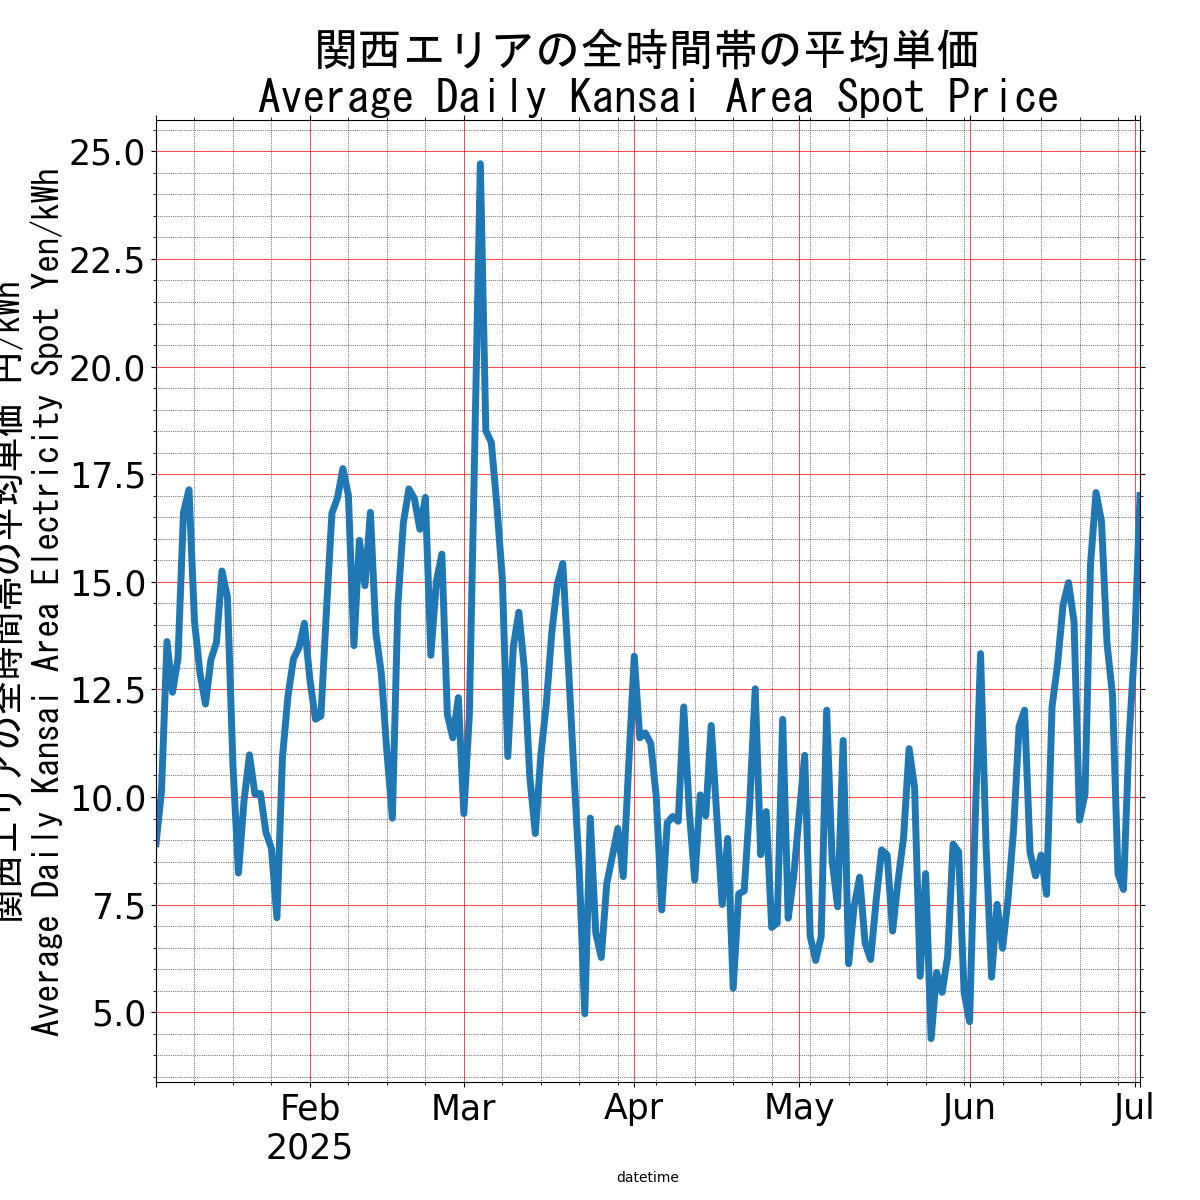 関西エリアの全時間帯の平均単価
Average Daily Kansai Area Spot Price
25.0
22.5
20.0
17.5
15.0
12.5
10.0
7.5
5.0
関西エリアの全時間帯の平均単価 円/kWh
Average Daily Kansai Area Electricity Spot Yen/kWh
Feb
2025
Mar
Apr
May
Jun
Jul
datetime